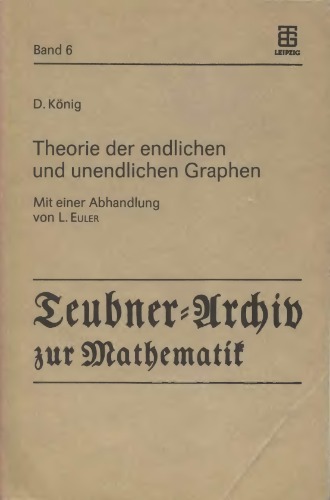 Band 6
LEIPZIG
D. König
Theorie der endlichen
und unendlichen Graphen
Mit einer Abhandlung
von L. EULER
Teubner-Archiv
zur Mathematik